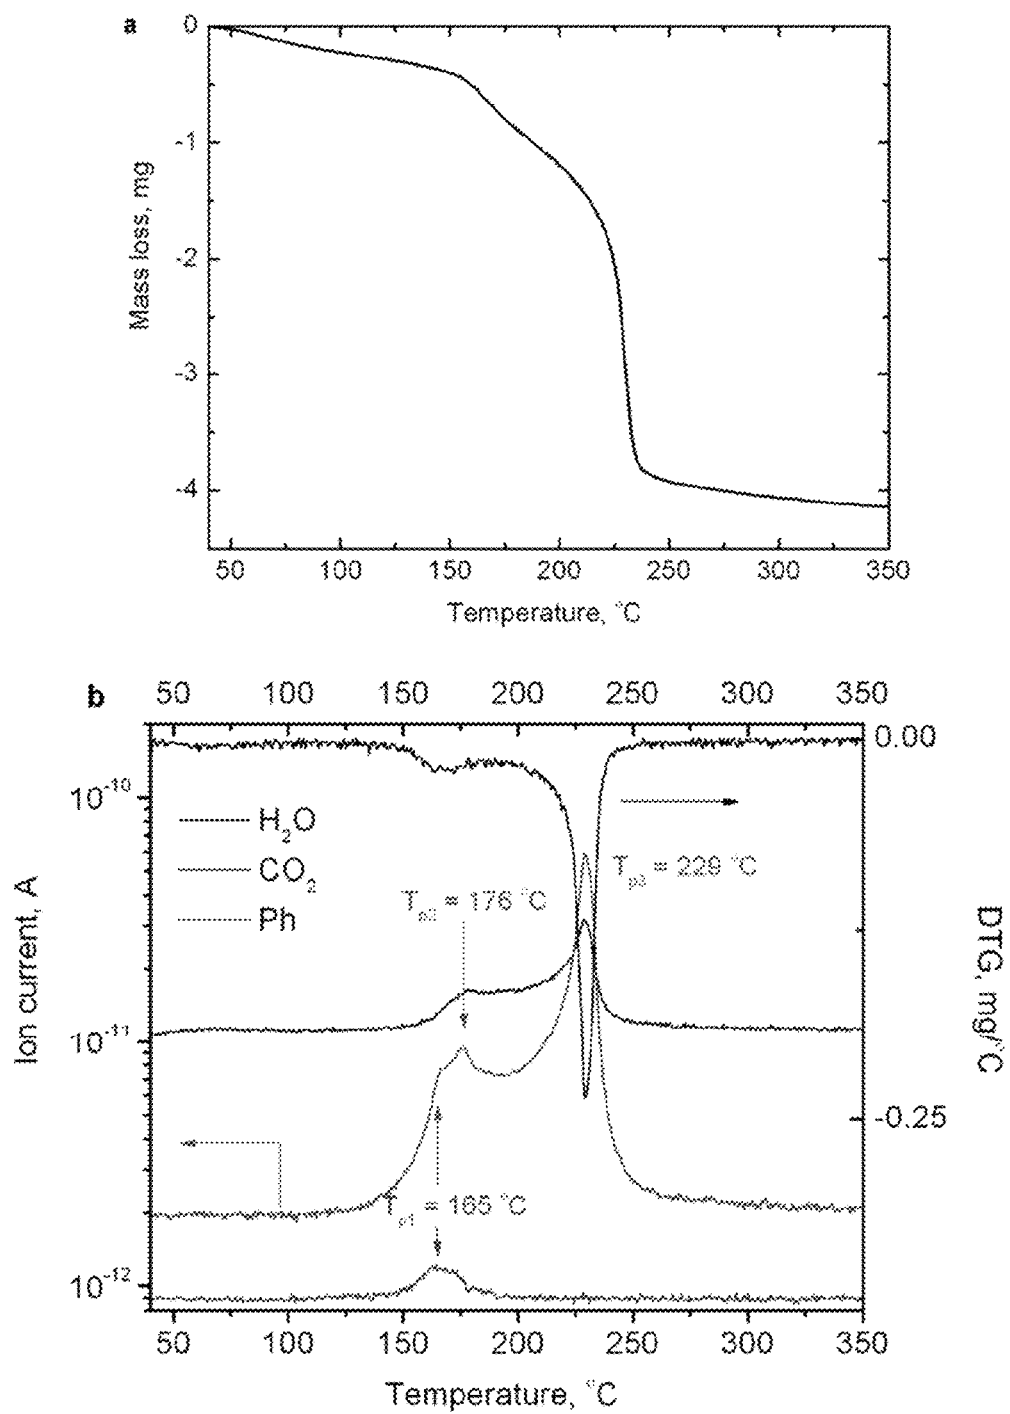 a
0
-1
-2
-3
-4
Mass loss, mg
50 100 150 200 250 300 350
Temperature, °C
b
50 100 150 200 250 300 350
0.00
-0.25
DTG, mg/°C
10⁻¹⁰
10⁻¹¹
10⁻¹²
Ion current, A
H₂O
CO₂
Ph
Tₚ₂ = 176 °C
Tₚ₃ = 229 °C
Tₚ₁ = 165 °C
50 100 150 200 250 300 350
Temperature, °C